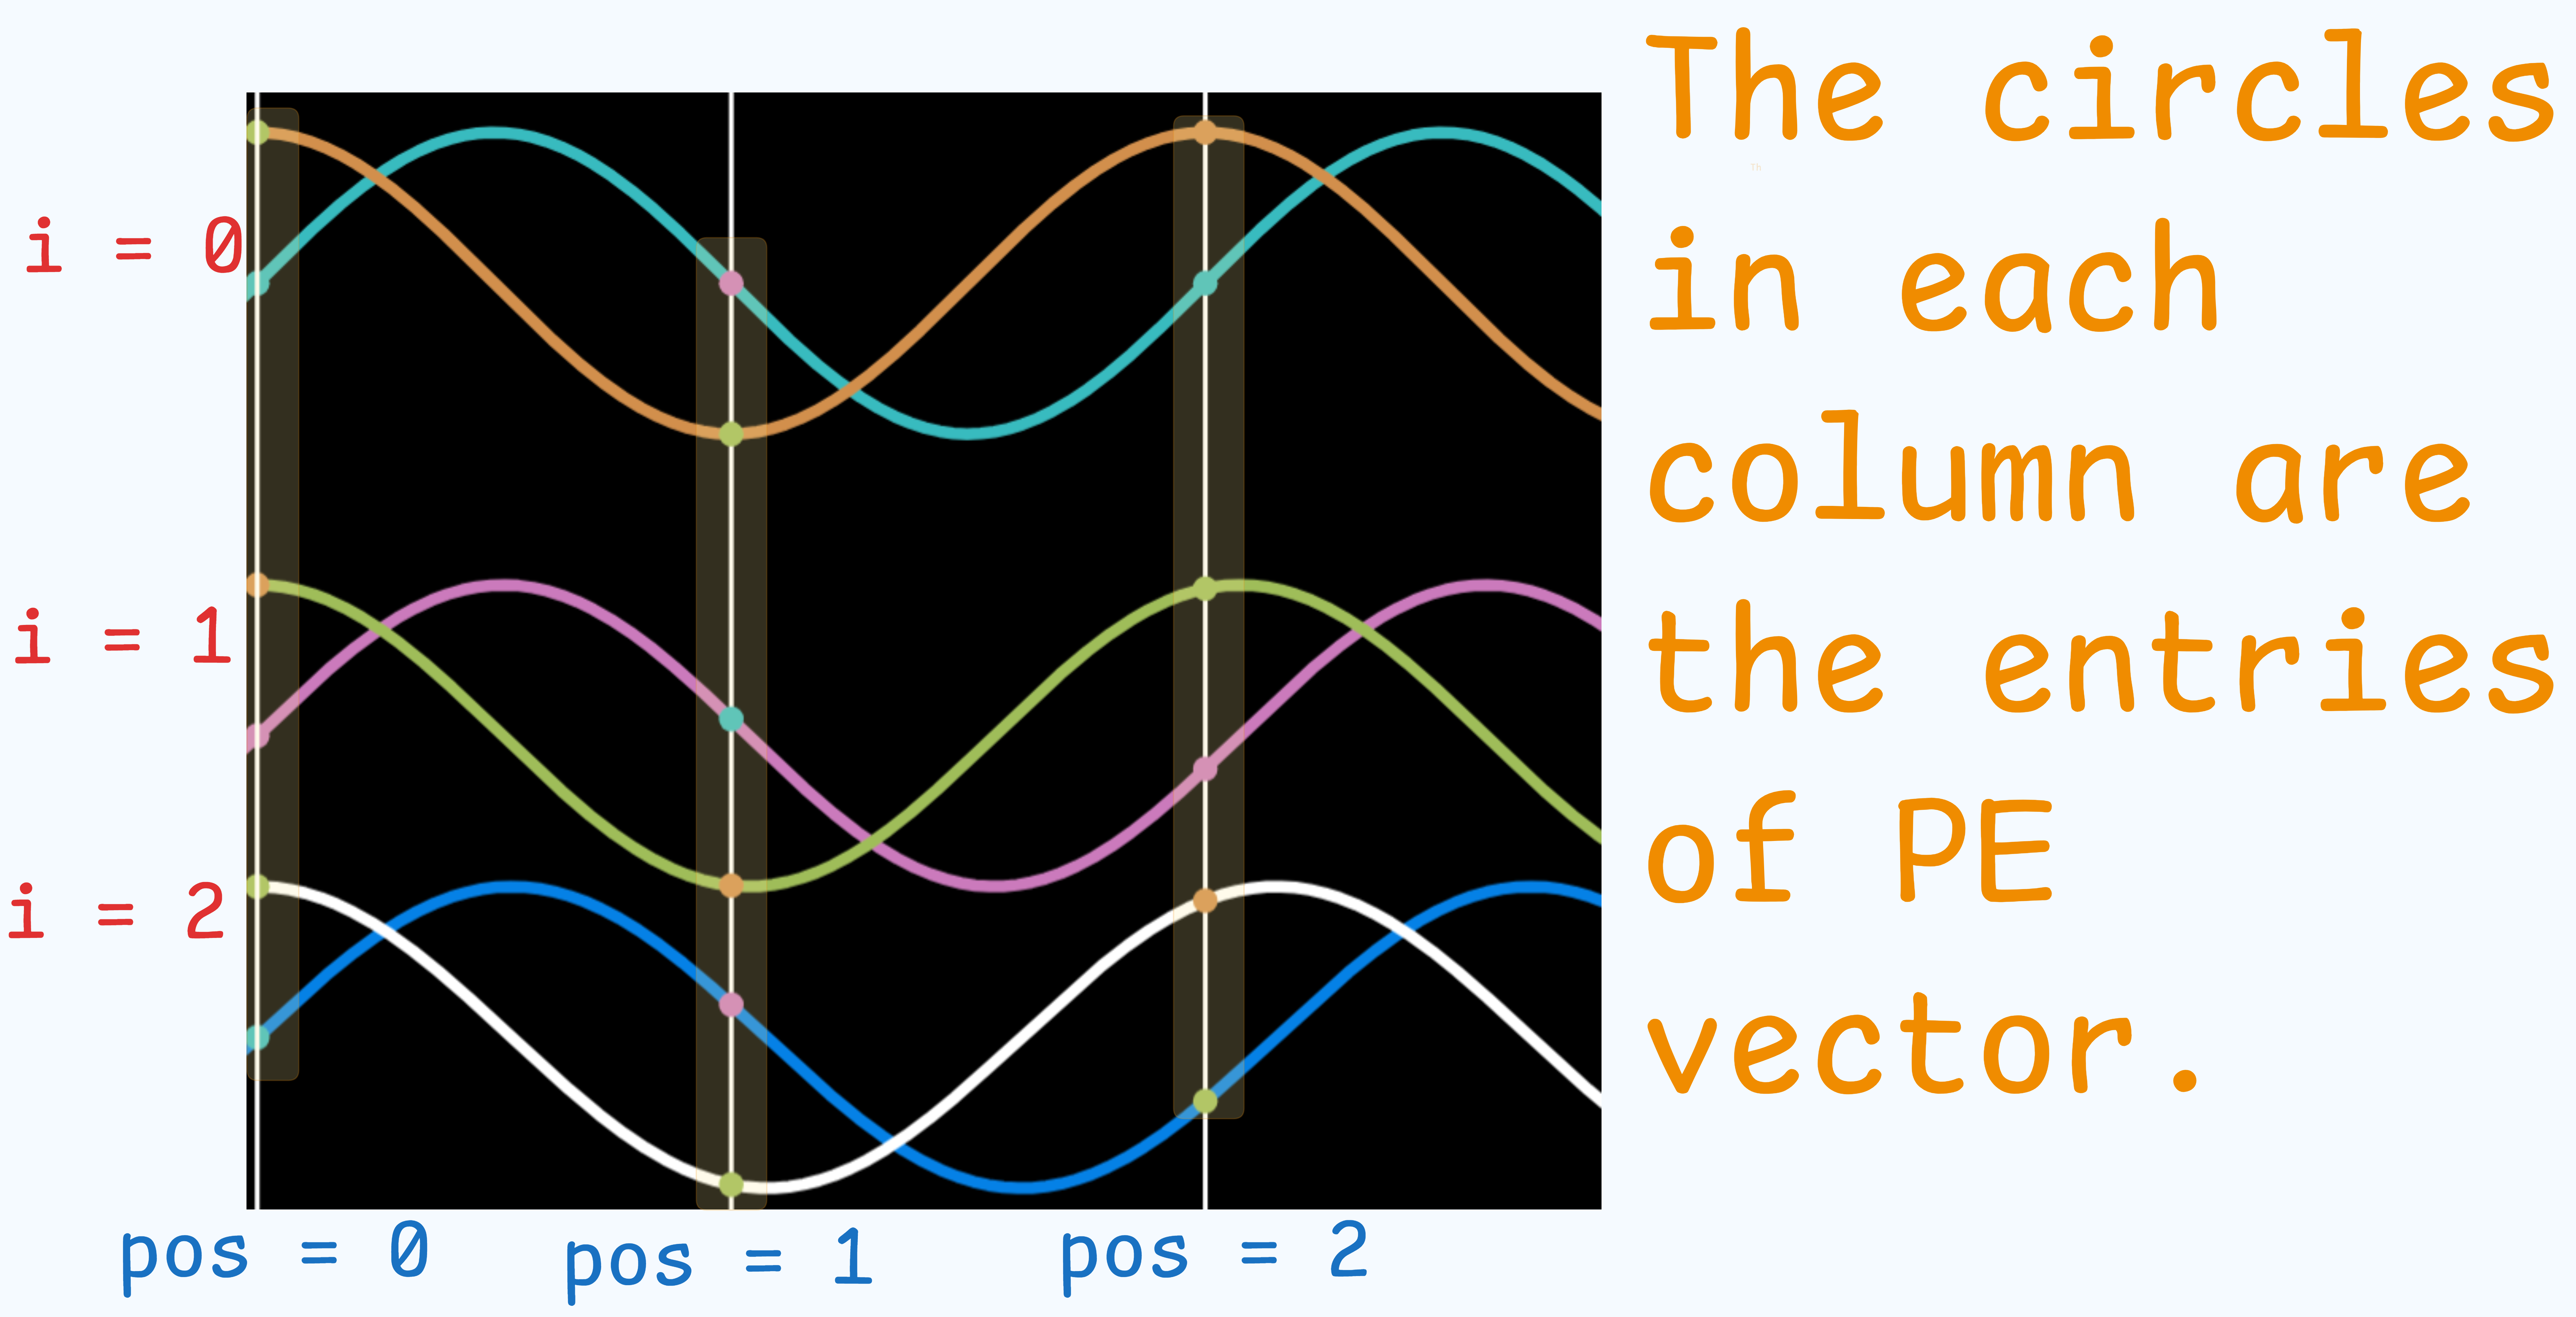 The circles
Th
in each
column are
the entries
of PE
vector.
i = 0
i = 1
i = 2
pos = 0
pos = 1
pos = 2